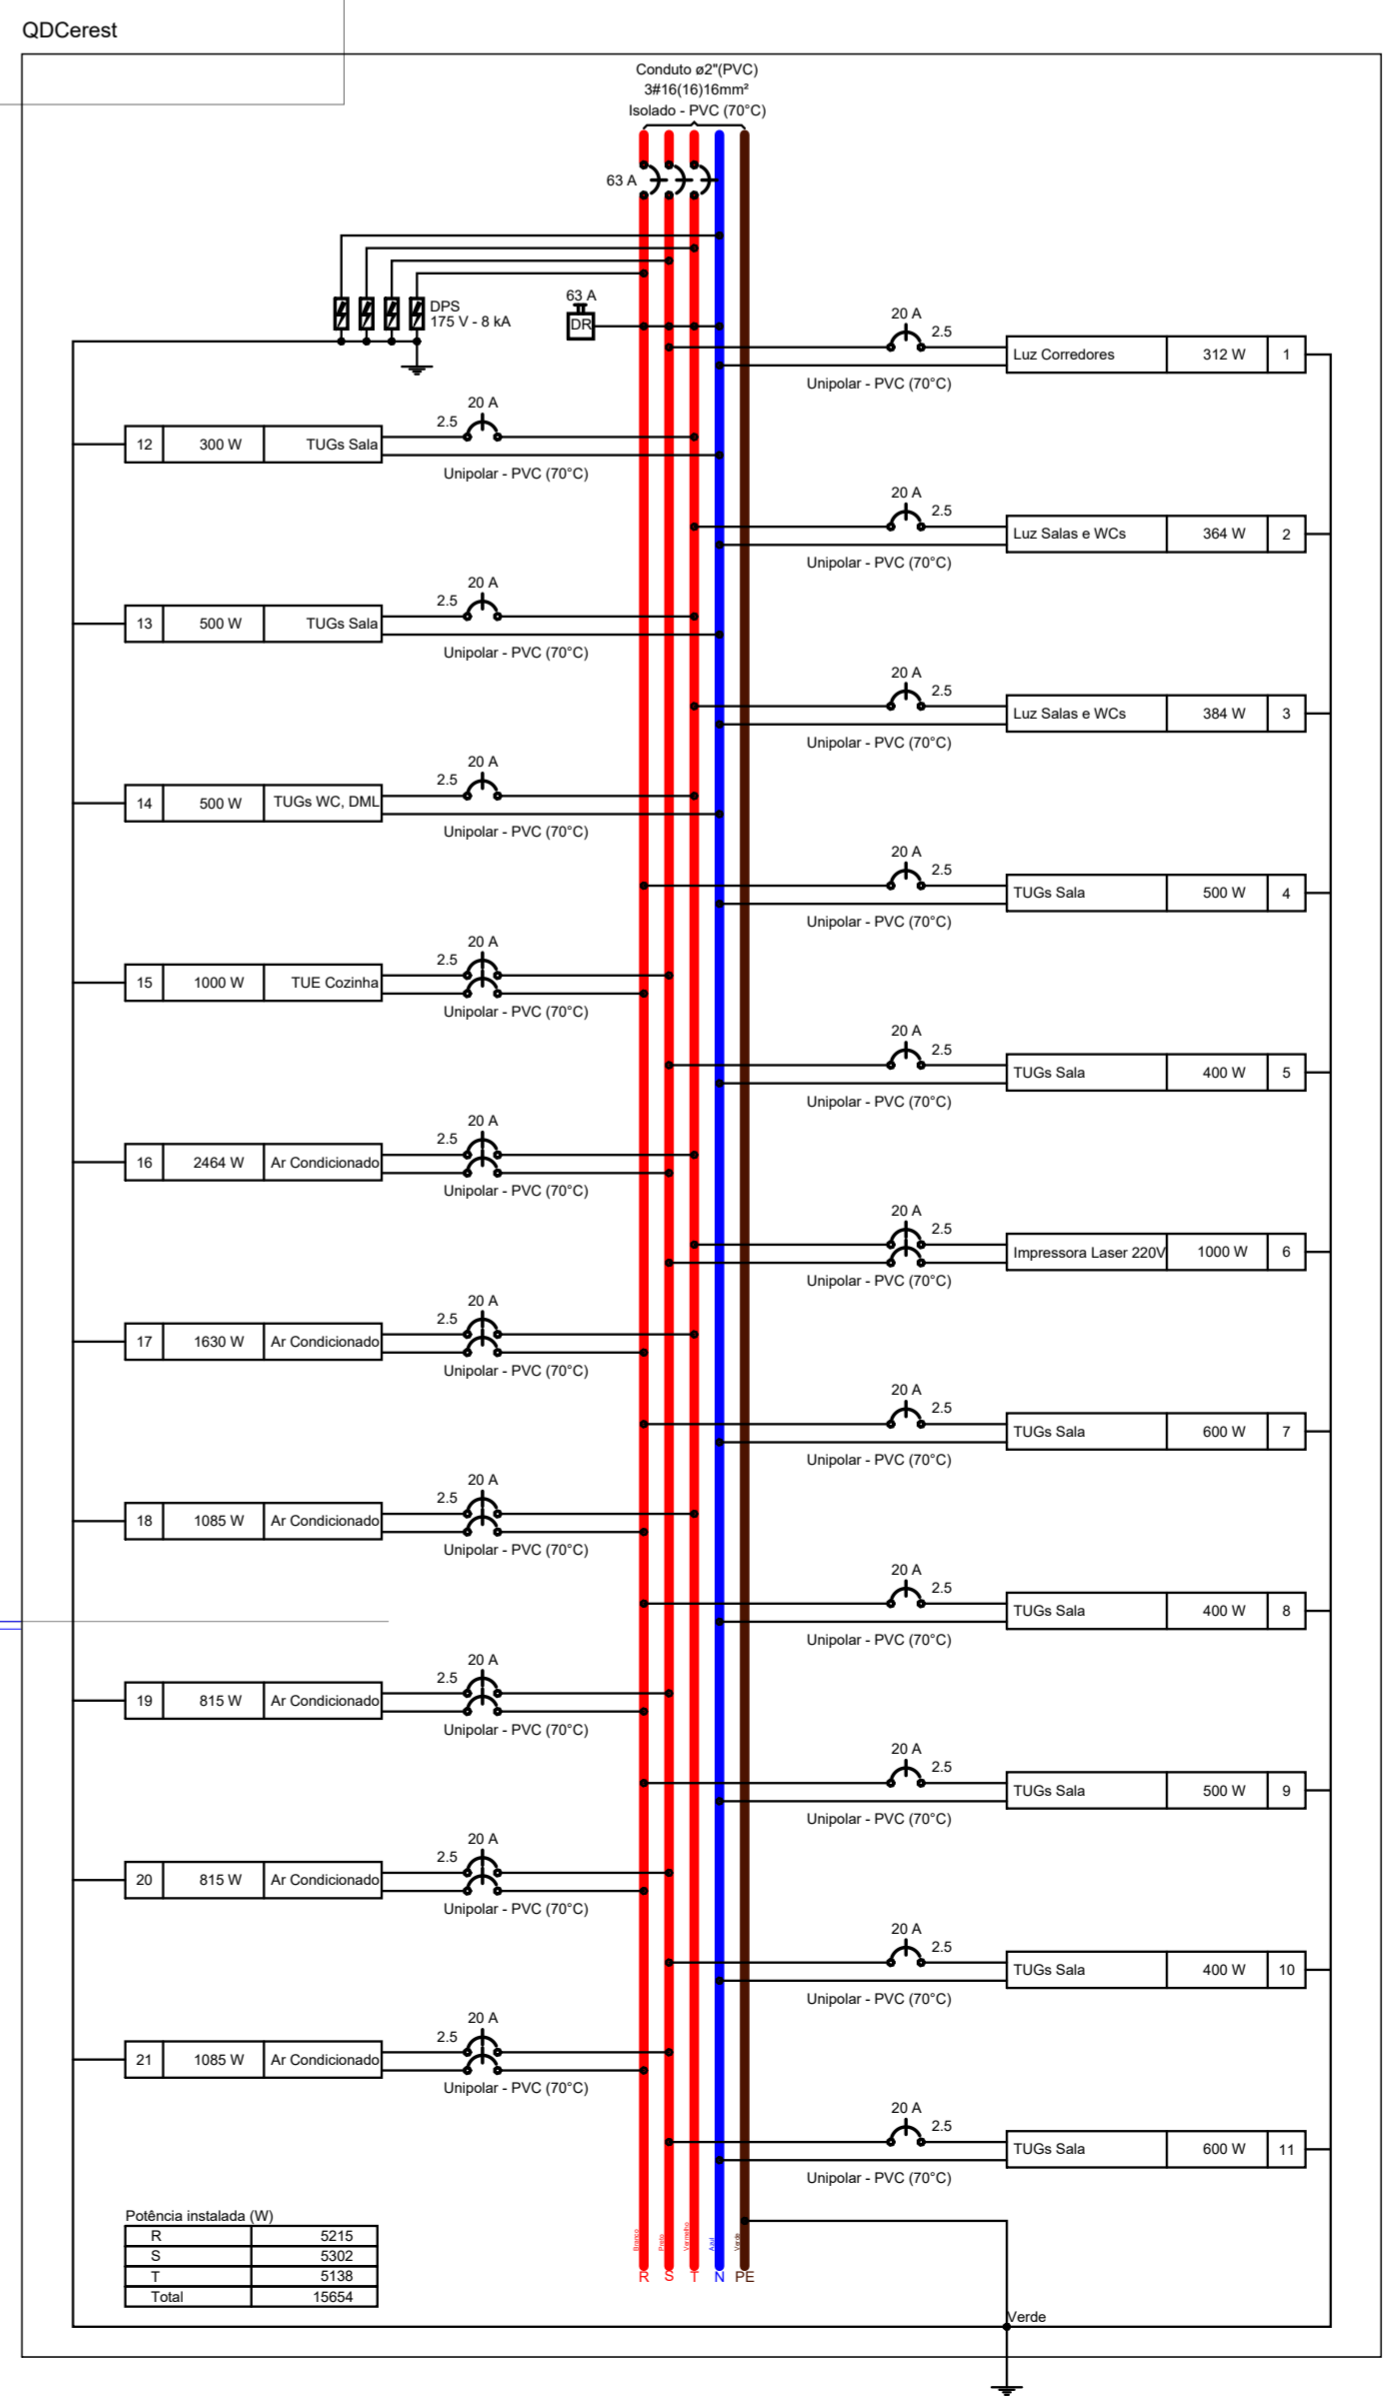 QDCerest
Conduto ø2"(PVC)
3#16(16)16mm²
Isolado - PVC (70°C)
63 A
DPS
175 V - 8 kA
63 A
DR
20 A
2.5
Luz Corredores 312 W 1
Unipolar - PVC (70°C)
20 A
2.5
12 300 W TUGs Sala
Unipolar - PVC (70°C)
20 A
2.5
Luz Salas e WCs 364 W 2
Unipolar - PVC (70°C)
20 A
2.5
13 500 W TUGs Sala
Unipolar - PVC (70°C)
20 A
2.5
Luz Salas e WCs 384 W 3
Unipolar - PVC (70°C)
20 A
2.5
14 500 W TUGs WC, DML
Unipolar - PVC (70°C)
20 A
2.5
TUGs Sala 500 W 4
Unipolar - PVC (70°C)
20 A
2.5
15 1000 W TUE Cozinha
Unipolar - PVC (70°C)
20 A
2.5
TUGs Sala 400 W 5
Unipolar - PVC (70°C)
20 A
2.5
16 2464 W Ar Condicionado
Unipolar - PVC (70°C)
20 A
2.5
Impressora Laser 220V 1000 W 6
Unipolar - PVC (70°C)
20 A
2.5
17 1630 W Ar Condicionado
Unipolar - PVC (70°C)
20 A
2.5
TUGs Sala 600 W 7
Unipolar - PVC (70°C)
20 A
2.5
18 1085 W Ar Condicionado
Unipolar - PVC (70°C)
20 A
2.5
TUGs Sala 400 W 8
Unipolar - PVC (70°C)
20 A
2.5
19 815 W Ar Condicionado
Unipolar - PVC (70°C)
20 A
2.5
TUGs Sala 500 W 9
Unipolar - PVC (70°C)
20 A
2.5
20 815 W Ar Condicionado
Unipolar - PVC (70°C)
20 A
2.5
TUGs Sala 400 W 10
Unipolar - PVC (70°C)
20 A
2.5
21 1085 W Ar Condicionado
Unipolar - PVC (70°C)
20 A
2.5
TUGs Sala 600 W 11
Unipolar - PVC (70°C)
Potência instalada (W)
R 5215
S 5302
T 5138
Total 15654
Branco
Preto
Vermelho
Azul
Verde
R S T N PE
Verde